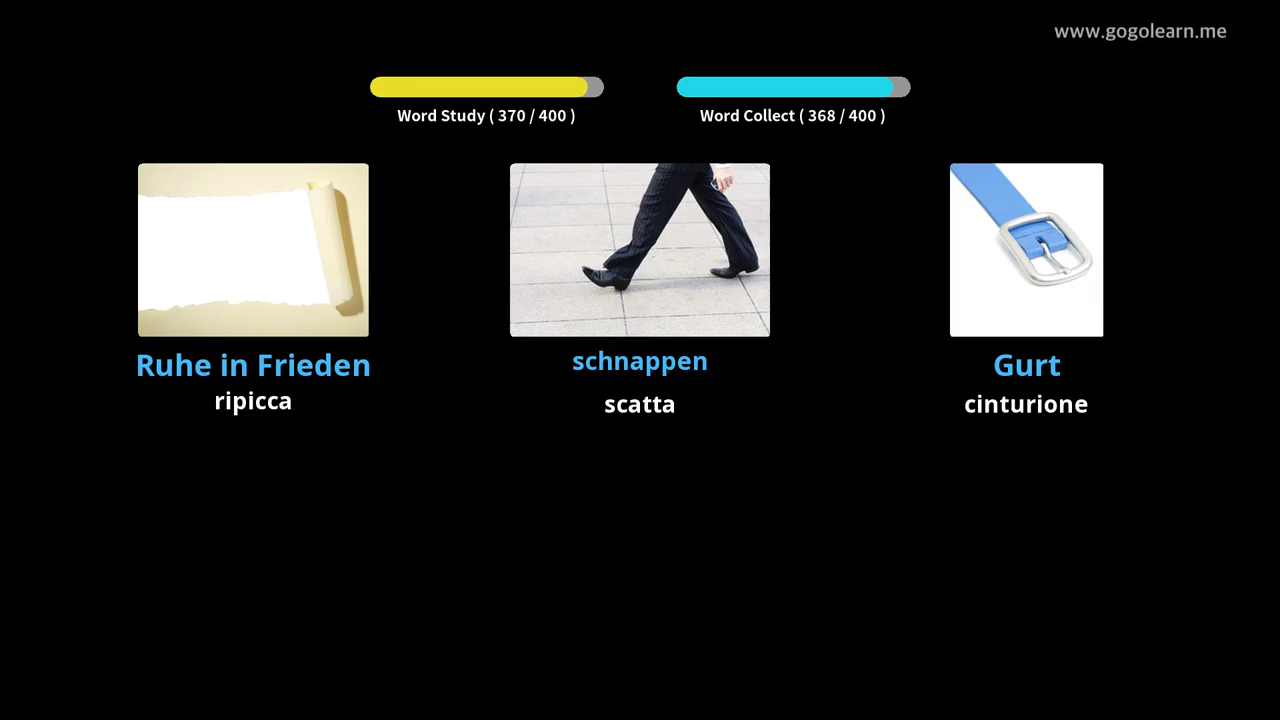 www.gogolearn.me
Word Study ( 370 / 400 )
Word Collect ( 368 / 400 )
Ruhe in Frieden
ripicca
schnappen
scatta
Gurt
cinturione